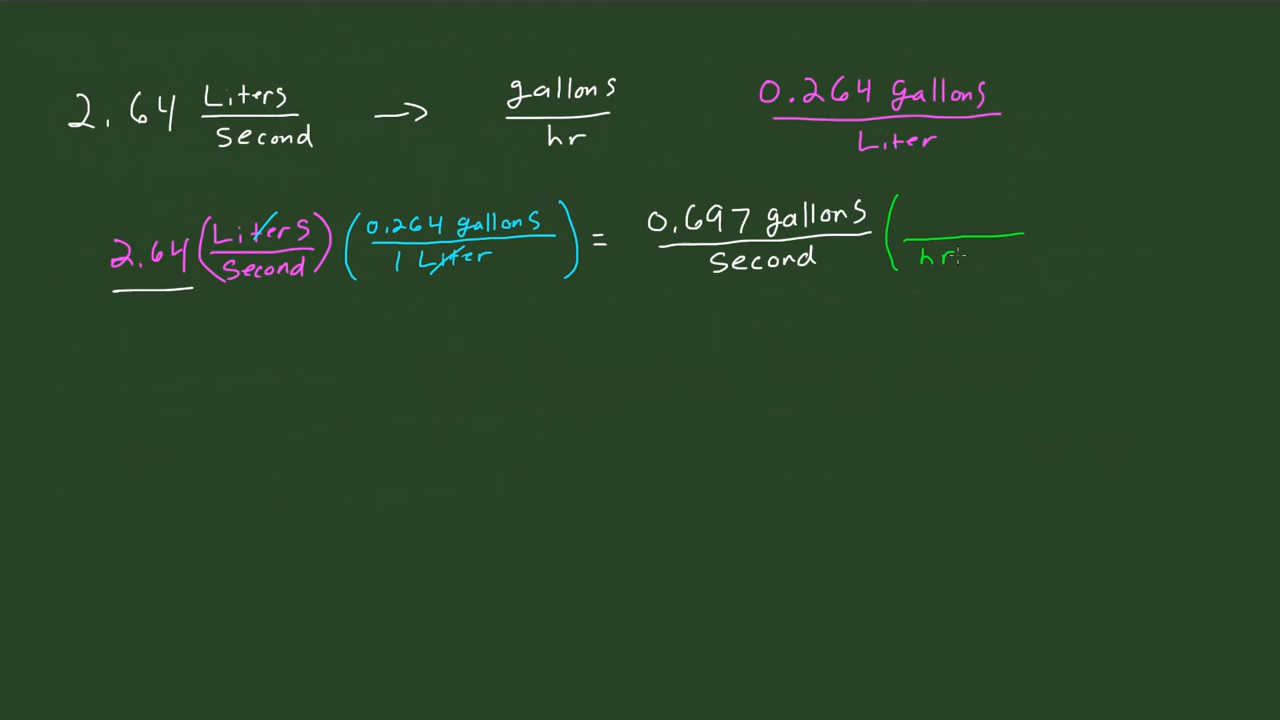 2.64 Liters/Second → gallons/hr 0.264 gallons/Liter
2.64 (Liters/Second) (0.264 gallons/1 Liter) = 0.697 gallons/Second ( /hr